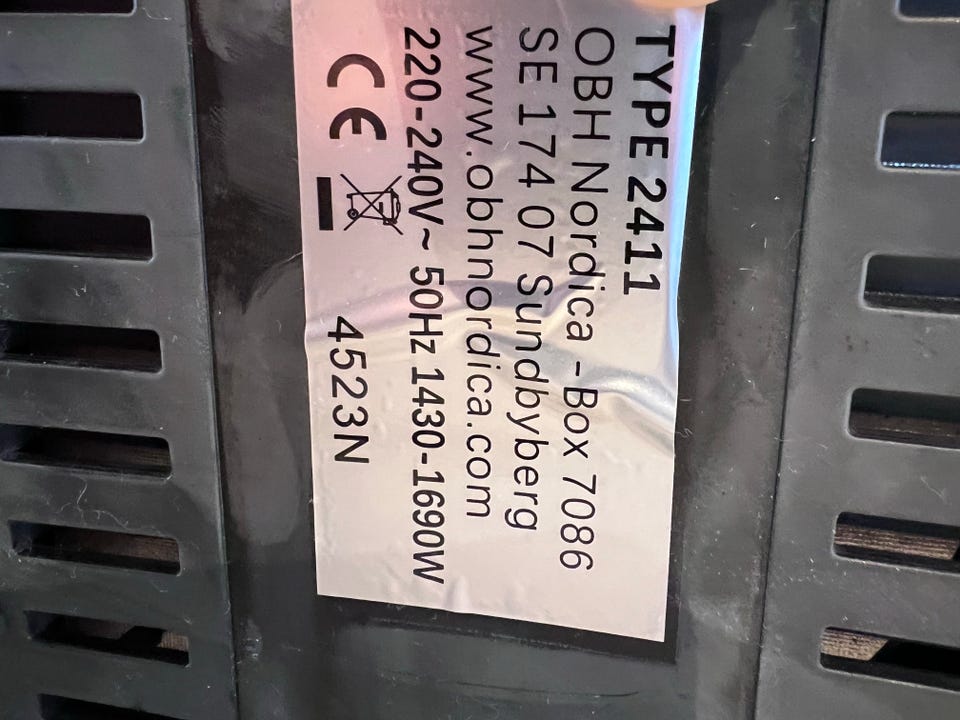 TYPE 2411
OBH Nordica - Box 7086
SE 174 07 Sundbyberg
www.obhnordica.com
220-240V~ 50Hz 1430-1690W
CE 4523N